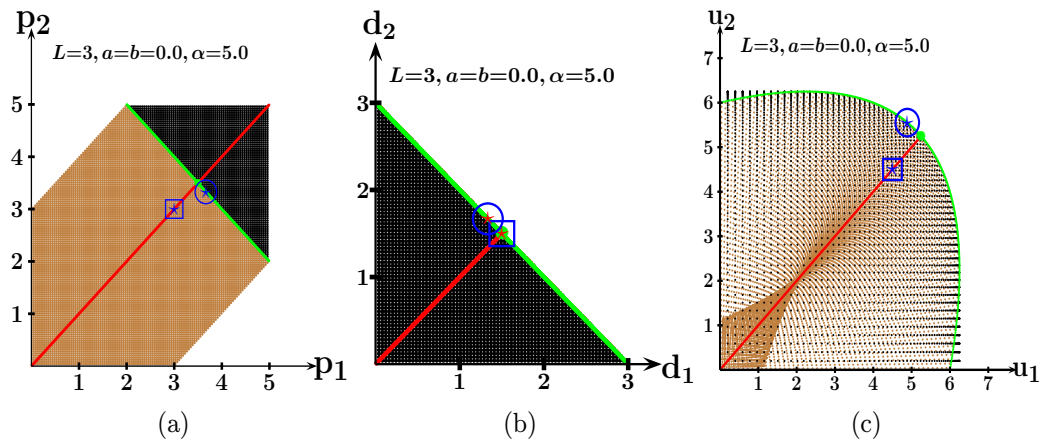 p₂
L=3, a=b=0.0, α=5.0
5
4
3
2
1
1 2 3 4 5
p₁
(a)
d₂
L=3, a=b=0.0, α=5.0
3
2
1
1 2 3
d₁
(b)
u₂
L=3, a=b=0.0, α=5.0
7
6
5
4
3
2
1
1 2 3 4 5 6 7
u₁
(c)